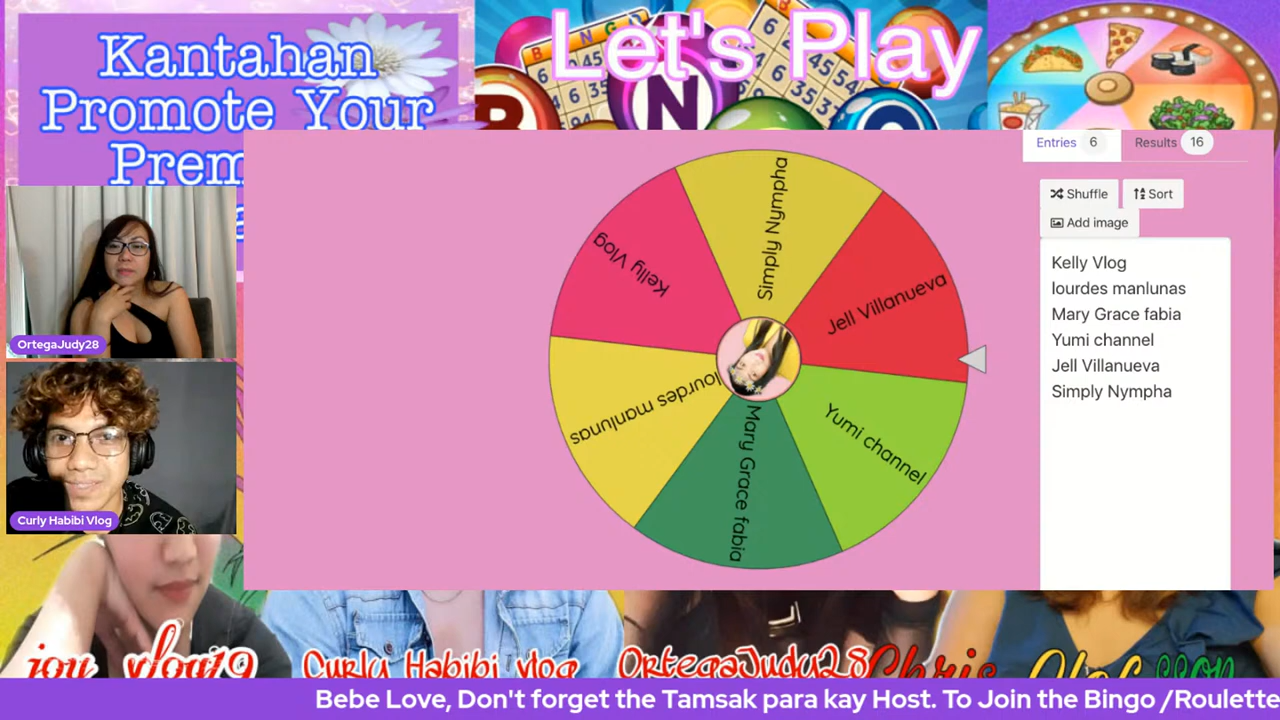 Kantahan
Promote Your
Prem
Let's Play
B I N G
N
Entries 6
Results 16
Shuffle
Sort
Add image
Kelly Vlog
lourdes manlunas
Mary Grace fabia
Yumi channel
Jell Villanueva
Simply Nympha
Simply Nympha
Jell Villanueva
Yumi channel
Mary Grace fabia
lourdes manlunas
Kelly Vlog
OrtegaJudy28
Curly Habibi Vlog
joy vlog19
Curly Habibi vlog
OrtegaJudy28
Chris
Bebe Love, Don't forget the Tamsak para kay Host. To Join the Bingo /Roulette